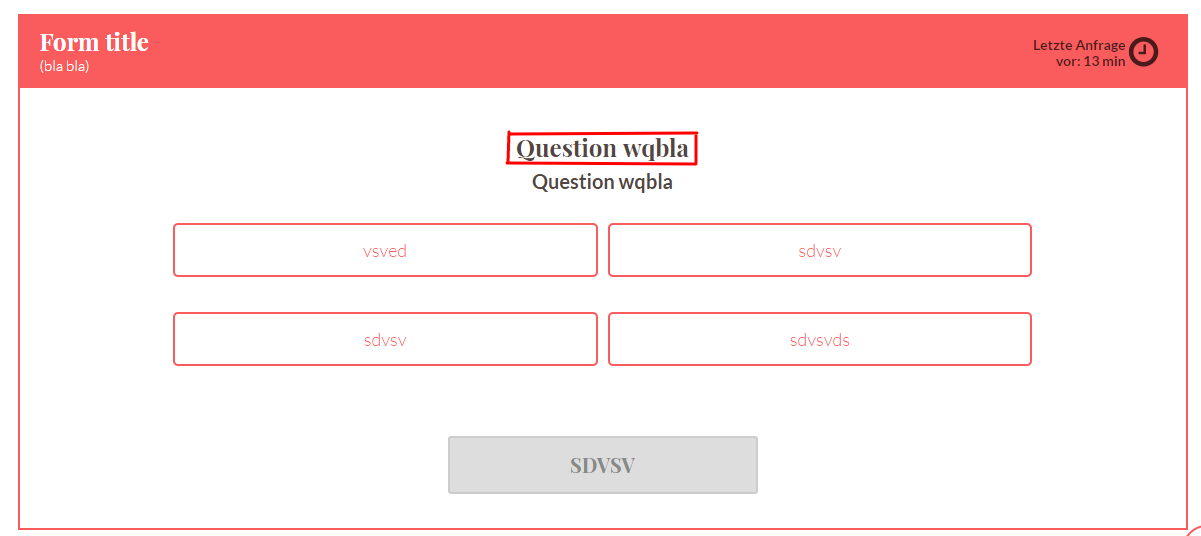 Form title
(bla bla)
Letzte Anfrage
vor: 13 min
Question wqbla
Question wqbla
vsved
sdvsv
sdvsv
sdvsvds
SDVSV